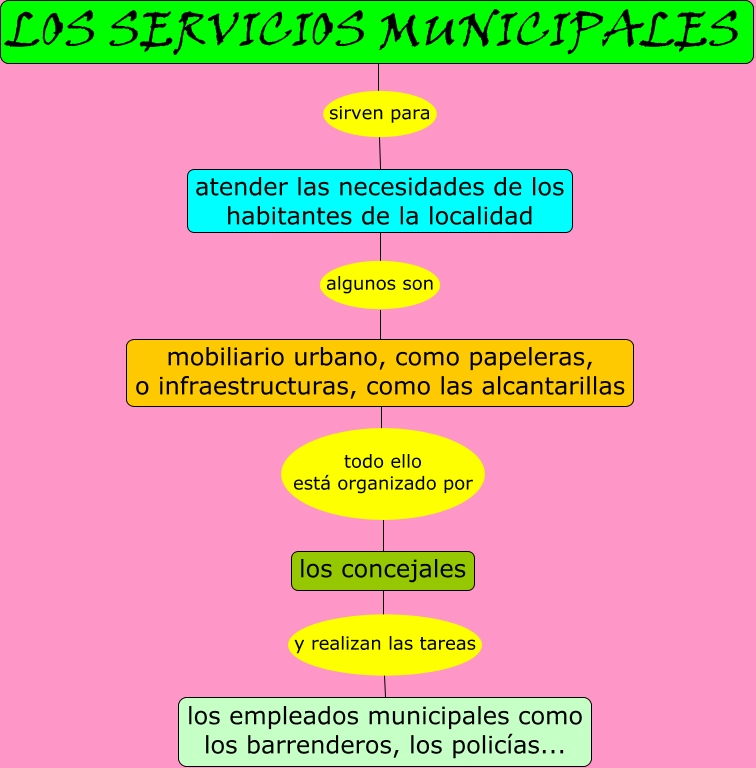 LOS SERVICIOS MUNICIPALES
sirven para
atender las necesidades de los
habitantes de la localidad
algunos son
mobiliario urbano, como papeleras,
o infraestructuras, como las alcantarillas
todo ello
está organizado por
los concejales
y realizan las tareas
los empleados municipales como
los barrenderos, los policías...